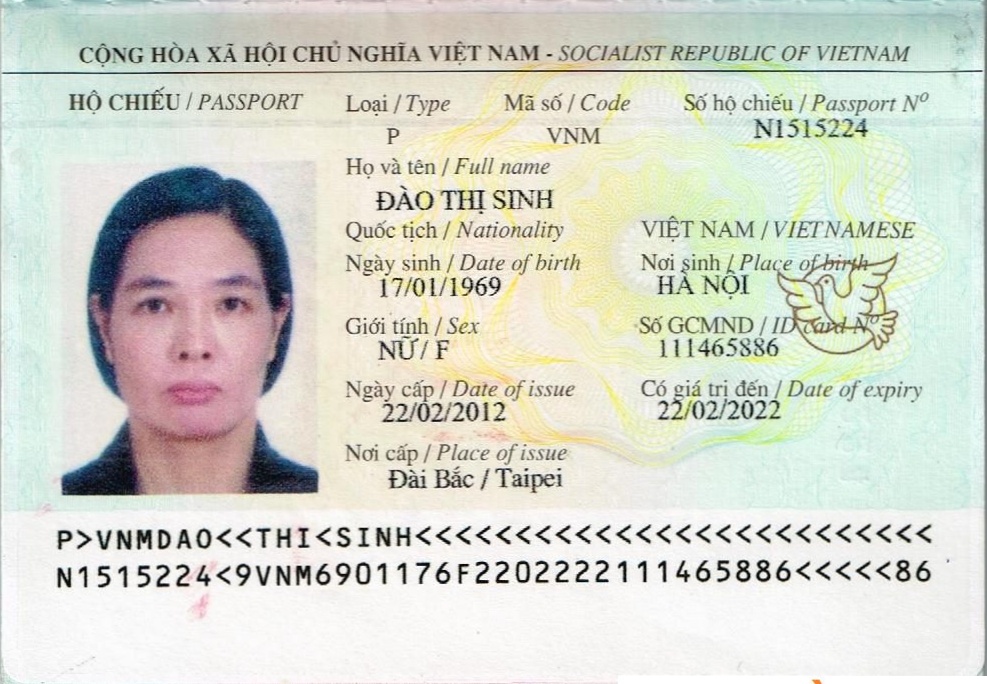 CỘNG HÒA XÃ HỘI CHỦ NGHĨA VIỆT NAM - SOCIALIST REPUBLIC OF VIETNAM
HỘ CHIẾU / PASSPORT Loại / Type Mã số / Code Số hộ chiếu / Passport Nº
P VNM N1515224
Họ và tên / Full name
ĐÀO THỊ SINH
Quốc tịch / Nationality VIỆT NAM / VIETNAMESE
Ngày sinh / Date of birth Nơi sinh / Place of birth
17/01/1969 HÀ NỘI
Giới tính / Sex Số GCMND / ID card Nº
NỮ / F 111465886
Ngày cấp / Date of issue Có giá trị đến / Date of expiry
22/02/2012 22/02/2022
Nơi cấp / Place of issue
Đài Bắc / Taipei
P>VNMDAO<<THI<SINH<<<<<<<<<<<<<<<<<<<<<<<<<<
N1515224<9VNM6901176F2202222111465886<<<<<86